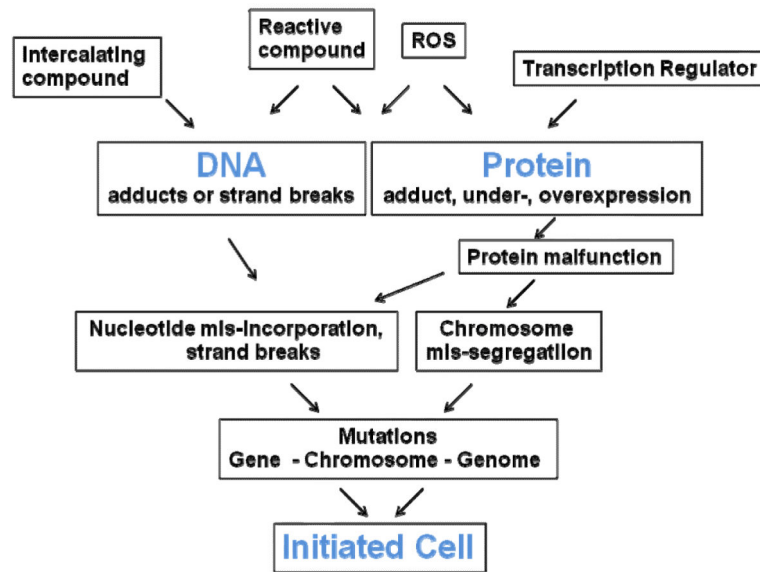 Intercalating
compound
Reactive
compound
ROS
Transcription Regulator
DNA
adducts or strand breaks
Protein
adduct, under-, overexpression
Protein malfunction
Nucleotide mis-incorporation,
strand breaks
Chromosome
mis-segregatiion
Mutations
Gene - Chromosome - Genome
Initiated Cell